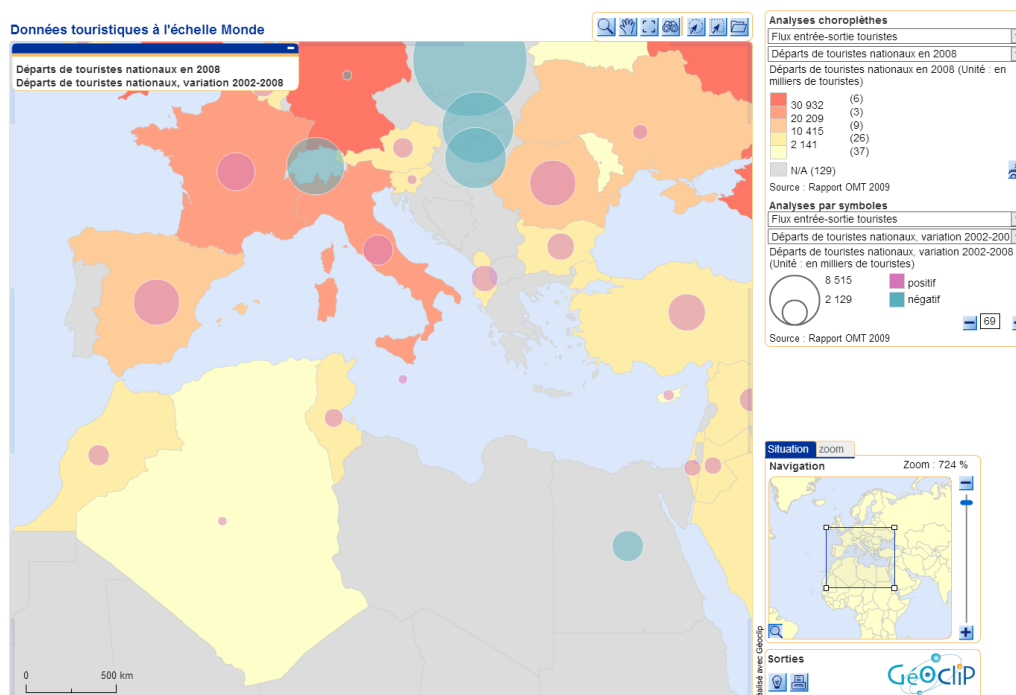 Données touristiques à l'échelle Monde
Départs de touristes nationaux en 2008
Départs de touristes nationaux, variation 2002-2008
0
500 km
Analyses choroplèthes
Flux entrée-sortie touristes
Départs de touristes nationaux en 2008
Départs de touristes nationaux en 2008 (Unité : en
milliers de touristes)
30 932 (6)
20 209 (3)
10 415 (9)
2 141 (26)
(37)
N/A (129)
Source : Rapport OMT 2009
Analyses par symboles
Flux entrée-sortie touristes
Départs de touristes nationaux, variation 2002-200
Départs de touristes nationaux, variation 2002-2008
(Unité : en milliers de touristes)
8 515 positif
2 129 négatif
69
Source : Rapport OMT 2009
Situation zoom
Navigation Zoom : 724 %
alisé avec Géoclip
Sorties
GéOcliP